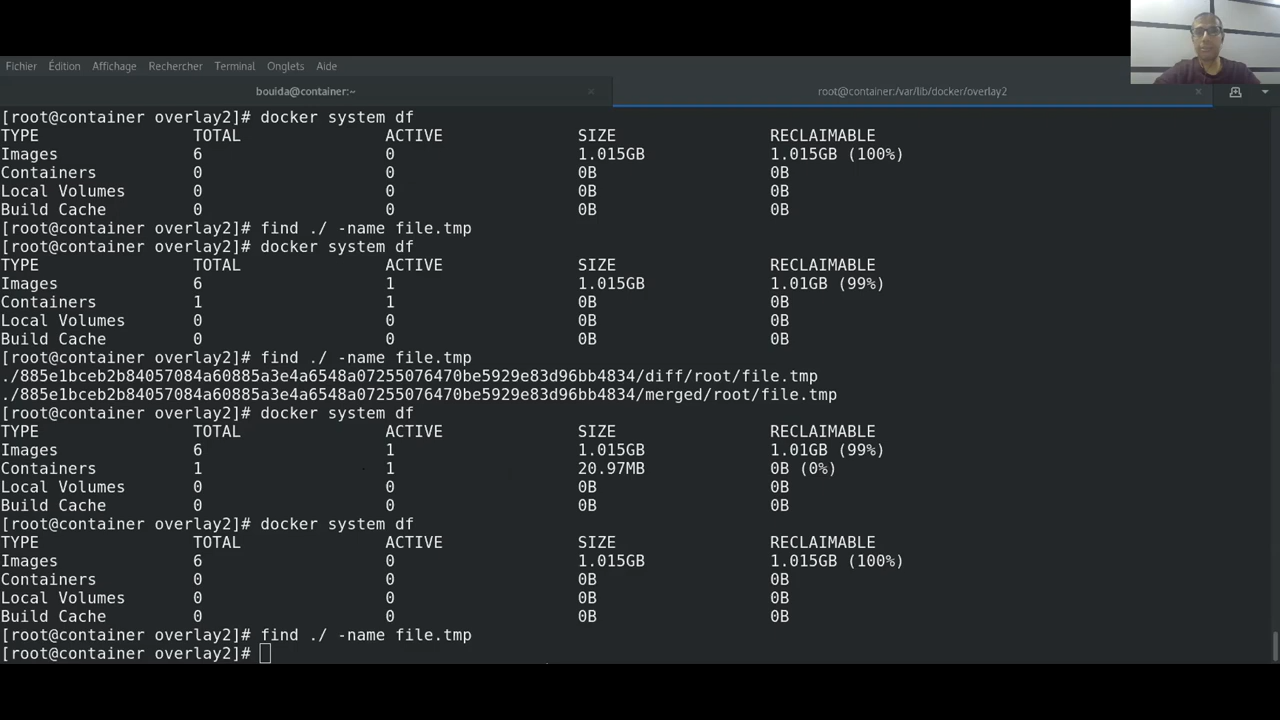 Fichier Édition Affichage Rechercher Terminal Onglets Aide
bouida@container:~ root@container:/var/lib/docker/overlay2
[root@container overlay2]# docker system df
TYPE TOTAL ACTIVE SIZE RECLAIMABLE
Images 6 0 1.015GB 1.015GB (100%)
Containers 0 0 0B 0B
Local Volumes 0 0 0B 0B
Build Cache 0 0 0B 0B
[root@container overlay2]# find ./ -name file.tmp
[root@container overlay2]# docker system df
TYPE TOTAL ACTIVE SIZE RECLAIMABLE
Images 6 1 1.015GB 1.01GB (99%)
Containers 1 1 0B 0B
Local Volumes 0 0 0B 0B
Build Cache 0 0 0B 0B
[root@container overlay2]# find ./ -name file.tmp
./885e1bceb2b84057084a60885a3e4a6548a07255076470be5929e83d96bb4834/diff/root/file.tmp
./885e1bceb2b84057084a60885a3e4a6548a07255076470be5929e83d96bb4834/merged/root/file.tmp
[root@container overlay2]# docker system df
TYPE TOTAL ACTIVE SIZE RECLAIMABLE
Images 6 1 1.015GB 1.01GB (99%)
Containers 1 1 20.97MB 0B (0%)
Local Volumes 0 0 0B 0B
Build Cache 0 0 0B 0B
[root@container overlay2]# docker system df
TYPE TOTAL ACTIVE SIZE RECLAIMABLE
Images 6 0 1.015GB 1.015GB (100%)
Containers 0 0 0B 0B
Local Volumes 0 0 0B 0B
Build Cache 0 0 0B 0B
[root@container overlay2]# find ./ -name file.tmp
[root@container overlay2]#